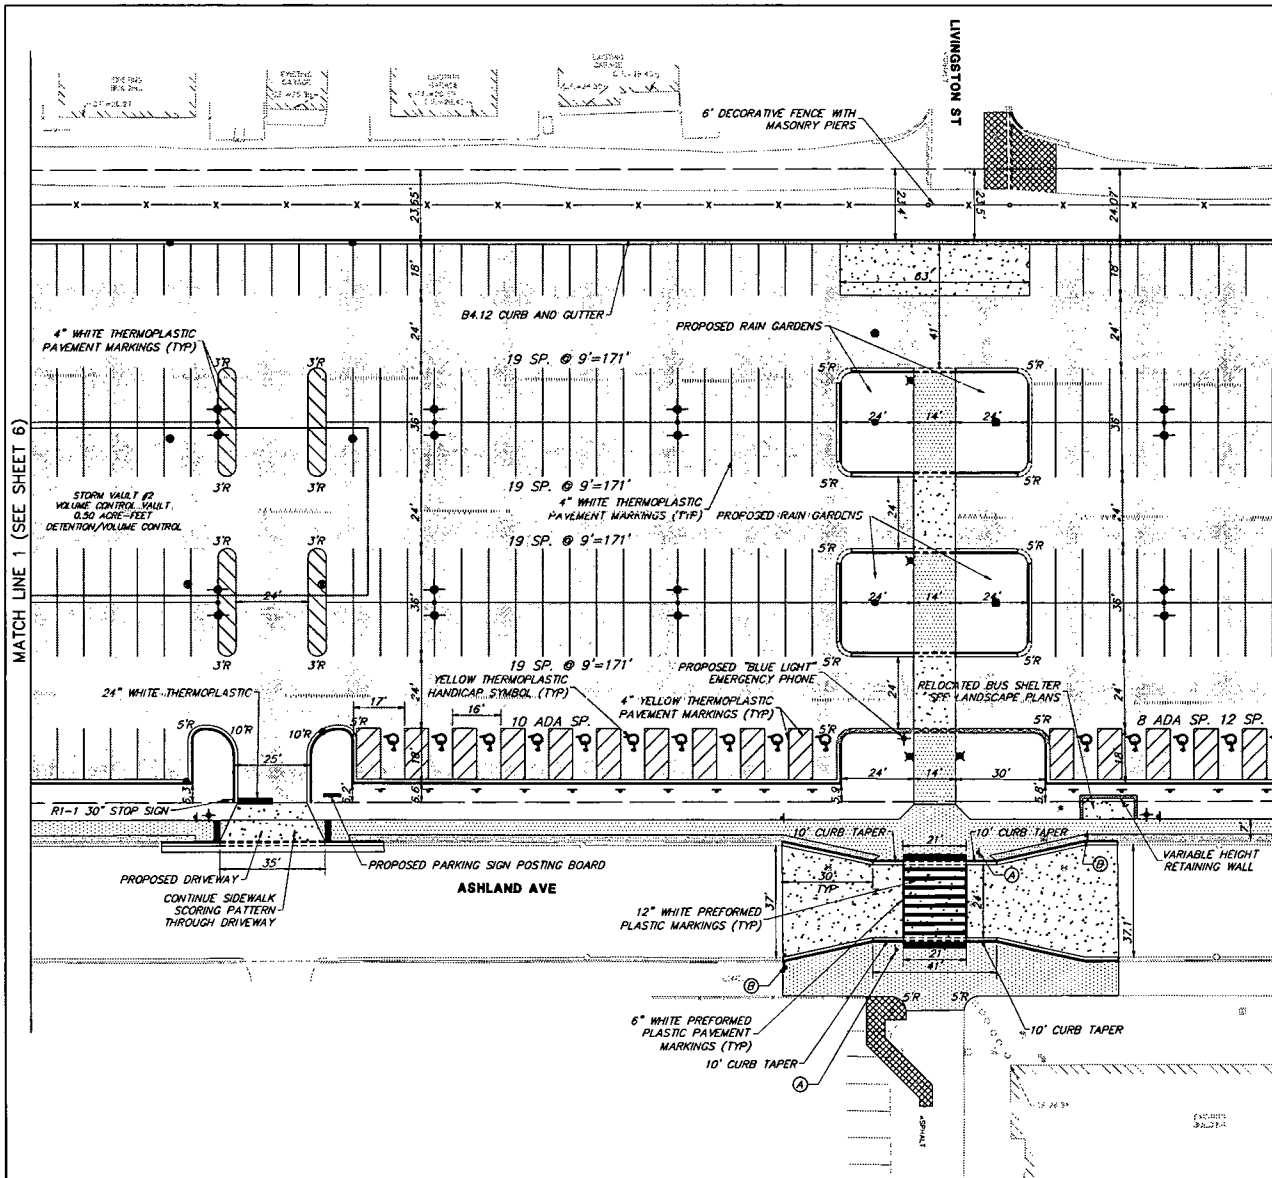 LIVINGSTON ST
ASPHALT
EXISTING
GARAGE
6' DECORATIVE FENCE WITH
MASONRY PIERS
23.65'
23.4'
23.5'
24.07'
18'
18'
63'
B4.12 CURB AND GUTTER
4" WHITE THERMOPLASTIC
PAVEMENT MARKINGS (TYP)
24'
41'
24'
PROPOSED RAIN GARDENS
19 SP. @ 9'=171'
3'R
3'R
5'R
5'R
36'
24'
14'
24'
36'
3'R
3'R
19 SP. @ 9'=171'
5'R
5'R
MATCH LINE 1 (SEE SHEET 6)
STORM VAULT #2
VOLUME CONTROL VAULT
0.50 ACRE-FEET
DETENTION/VOLUME CONTROL
24'
4" WHITE THERMOPLASTIC
PAVEMENT MARKINGS (TYP)
PROPOSED RAIN GARDENS
24'
24'
19 SP. @ 9'=171'
3'R
3'R
5'R
5'R
24'
36'
24'
14'
24'
36'
3'R
3'R
19 SP. @ 9'=171'
5'R
5'R
PROPOSED "BLUE LIGHT"
EMERGENCY PHONE
24" WHITE THERMOPLASTIC
24'
YELLOW THERMOPLASTIC
HANDICAP SYMBOL (TYP)
4" YELLOW THERMOPLASTIC
PAVEMENT MARKINGS (TYP)
24'
RELOCATED BUS SHELTER
SEE LANDSCAPE PLANS
24'
17'
16'
10 ADA SP.
8 ADA SP. 12 SP.
5'R
10'R
10'R
5'R
5'R
5'R
25'
18'
18'
24'
14'
30'
6.3'
6.2'
6.6'
5.9'
5.8'
R1-1 30" STOP SIGN
7'
10' CURB TAPER
21'
10' CURB TAPER
A
B
VARIABLE HEIGHT
RETAINING WALL
35'
PROPOSED DRIVEWAY
PROPOSED PARKING SIGN POSTING BOARD
CONTINUE SIDEWALK
SCORING PATTERN
THROUGH DRIVEWAY
ASHLAND AVE
30'
TYP
37'
24'
37.1'
12" WHITE PREFORMED
PLASTIC MARKINGS (TYP)
21'
41'
B
5'R
5'R
6" WHITE PREFORMED
PLASTIC PAVEMENT
MARKINGS (TYP)
10' CURB TAPER
10' CURB TAPER
A
ASPHALT
EXISTING
BUILDING